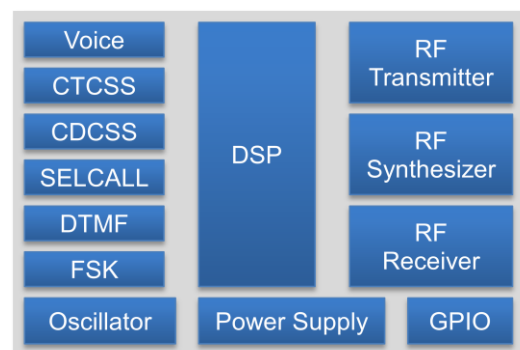 Voice
CTCSS
CDCSS
SELCALL
DTMF
FSK
DSP
RF
Transmitter
RF
Synthesizer
RF
Receiver
Oscillator
Power Supply
GPIO